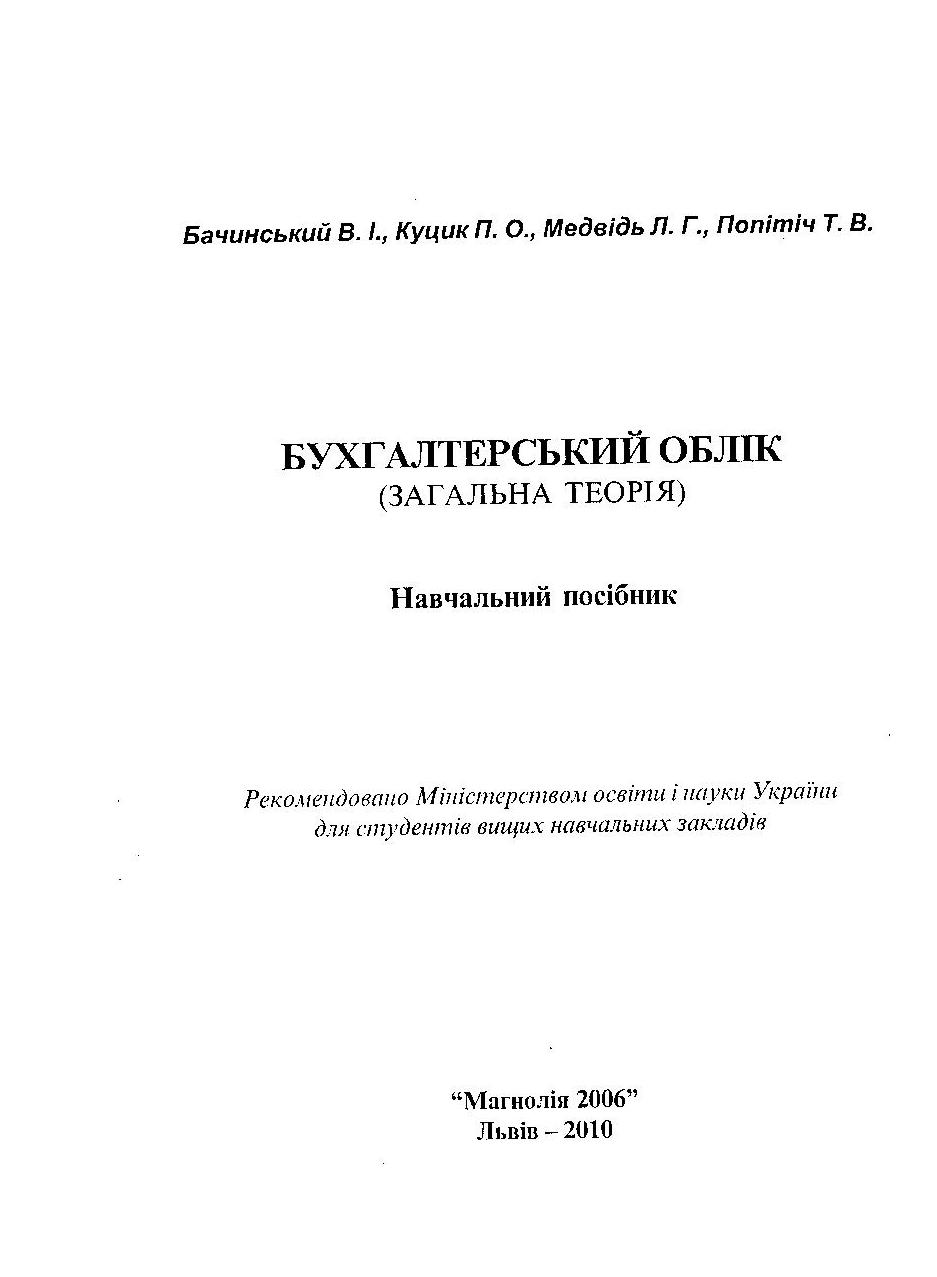 Бачинський В. І., Куцик П. О., Медвідь Л. Г., Попітіч Т. В.
БУХГАЛТЕРСЬКИЙ ОБЛІК
(ЗАГАЛЬНА ТЕОРІЯ)
Навчальний посібник
Рекомендовано Міністерством освіти і науки України
для студентів вищих навчальних закладів
“Магнолія 2006”
Львів – 2010